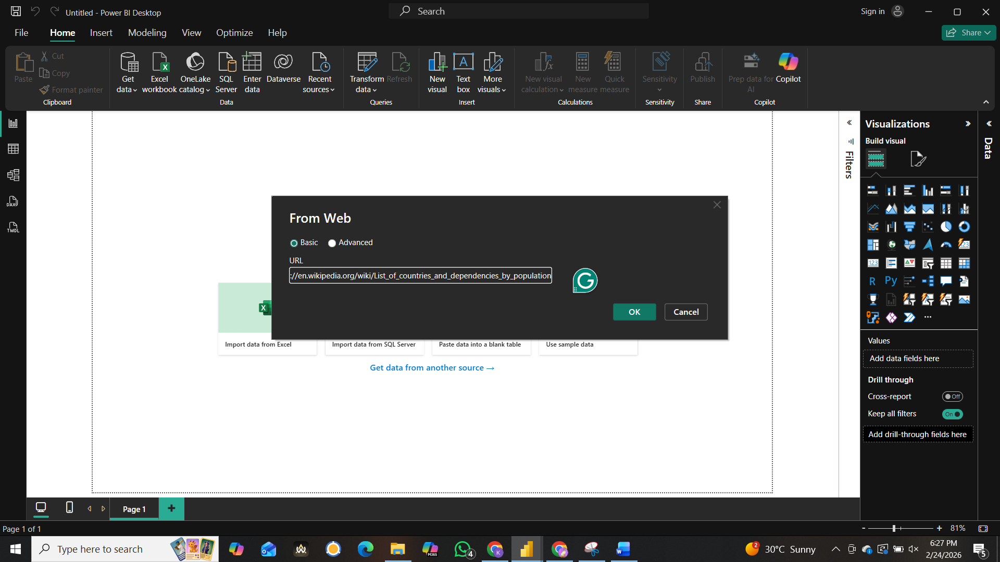 Untitled - Power BI Desktop
Search
Sign in
File
Home
Insert
Modeling
View
Optimize
Help
Share
Paste
Cut
Copy
Format painter
Clipboard
Get data
Excel workbook
OneLake catalog
SQL Server
Enter data
Dataverse
Recent sources
Data
Transform data
Refresh
Queries
New visual
Text box
More visuals
Insert
New visual calculation
New measure
Quick measure
Calculations
Sensitivity
Sensitivity
Publish
Share
Prep data for AI
Copilot
Copilot
DAX
TMDL
From Web
Basic
Advanced
URL
://en.wikipedia.org/wiki/List_of_countries_and_dependencies_by_population
OK
Cancel
Import data from Excel
Import data from SQL Server
Paste data into a blank table
Use sample data
Get data from another source →
Filters
Visualizations
Data
Build visual
123
123
R
Py
Values
Add data fields here
Drill through
Cross-report
Off
Keep all filters
On
Add drill-through fields here
Page 1
Page 1 of 1
81%
Type here to search
M365
4
K
2
30°C Sunny
6:27 PM
2/24/2026
5